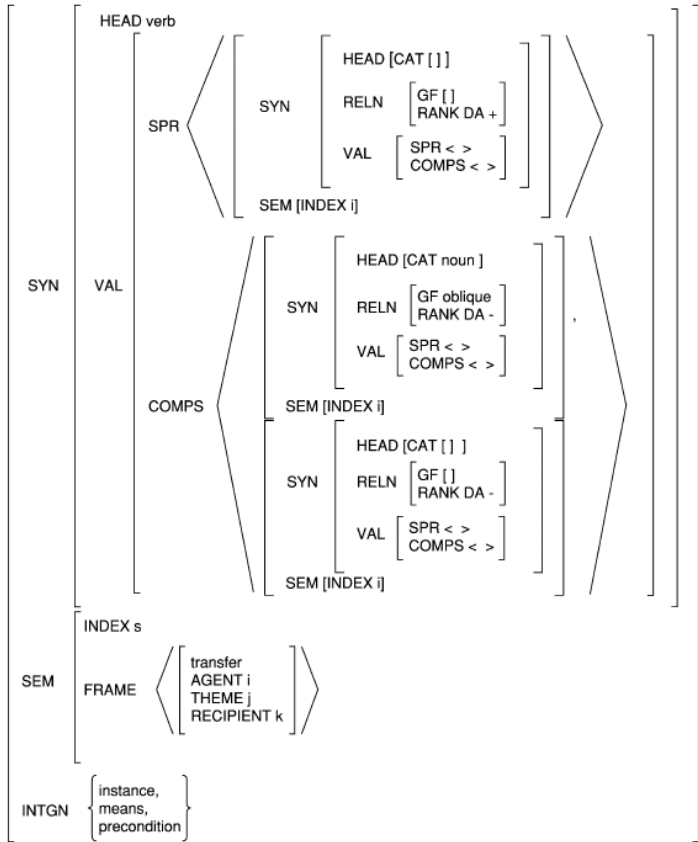 HEAD verb
HEAD [CAT [ ] ]
SYN RELN [GF [ ]
RANK DA +]
SPR
VAL [SPR < >
COMPS < >]
SEM [INDEX i]
HEAD [CAT noun ]
SYN VAL SYN RELN [GF oblique
RANK DA -] ,
VAL [SPR < >
COMPS < >]
COMPS SEM [INDEX i]
HEAD [CAT [ ] ]
SYN RELN [GF [ ]
RANK DA -]
VAL [SPR < >
COMPS < >]
SEM [INDEX i]
INDEX s
SEM FRAME < [transfer
AGENT i
THEME j
RECIPIENT k] >
INTGN {instance,
means,
precondition}